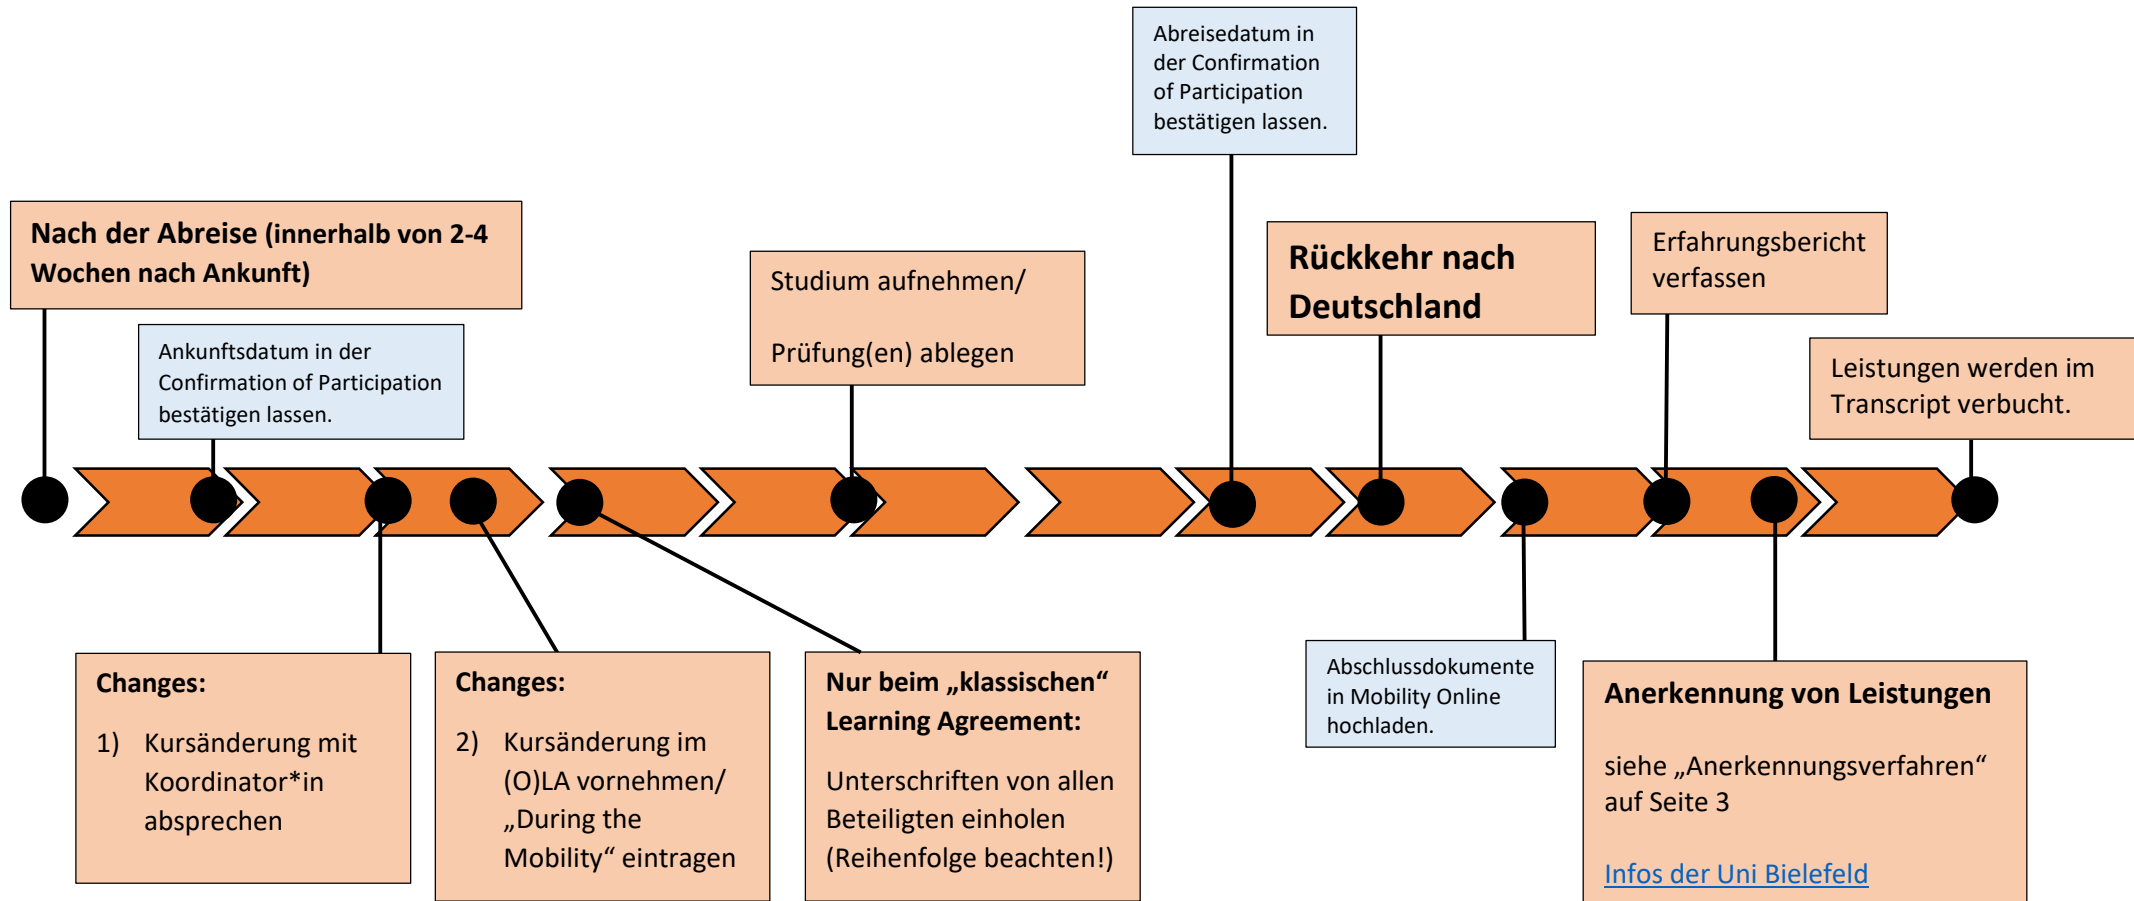 Abreisedatum in
der Confirmation
of Participation
bestätigen lassen.
Nach der Abreise (innerhalb von 2-4
Wochen nach Ankunft)
Ankunftsdatum in der
Confirmation of Participation
bestätigen lassen.
Studium aufnehmen/
Prüfung(en) ablegen
Rückkehr nach
Deutschland
Erfahrungsbericht
verfassen
Leistungen werden im
Transcript verbucht.
Changes:
1) Kursänderung mit
Koordinator*in
absprechen
Changes:
2) Kursänderung im
(O)LA vornehmen/
„During the
Mobility“ eintragen
Nur beim „klassischen“
Learning Agreement:
Unterschriften von allen
Beteiligten einholen
(Reihenfolge beachten!)
Abschlussdokumente
in Mobility Online
hochladen.
Anerkennung von Leistungen
siehe „Anerkennungsverfahren“
auf Seite 3
Infos der Uni Bielefeld